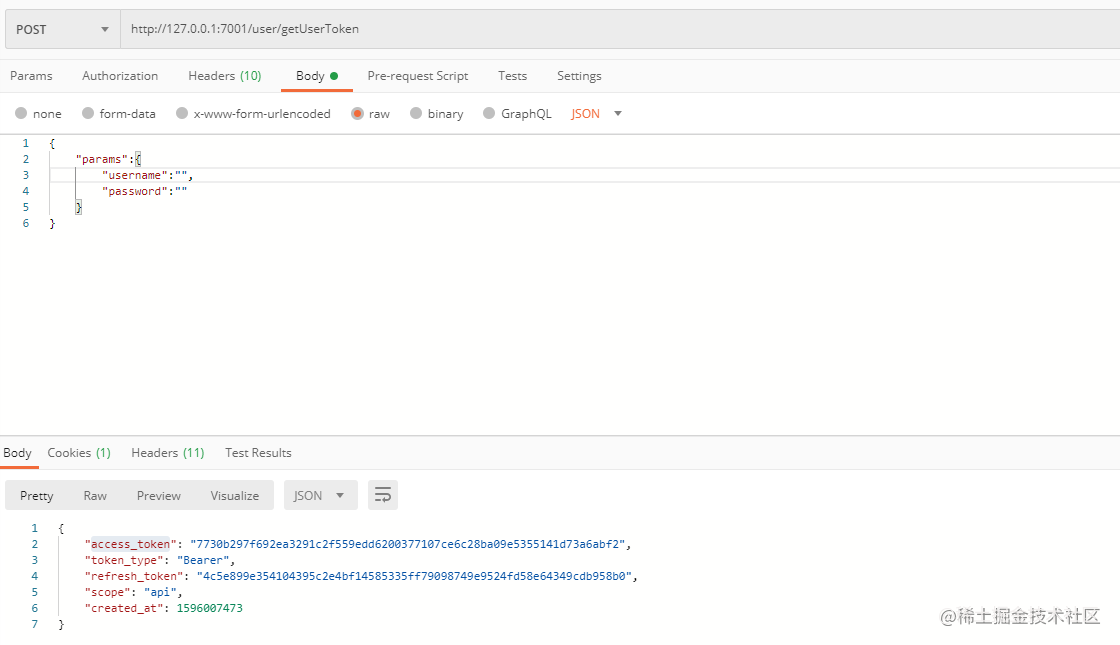 POST http://127.0.0.1:7001/user/getUserToken
Params Authorization Headers (10) Body Pre-request Script Tests Settings
none form-data x-www-form-urlencoded raw binary GraphQL JSON
1 {
2 "params":{
3 "username":"",
4 "password":""
5 }
6 }
Body Cookies (1) Headers (11) Test Results
Pretty Raw Preview Visualize JSON
1 {
2 "access_token": "7730b297f692ea3291c2f559edd6200377107ce6c28ba09e5355141d73a6abf2",
3 "token_type": "Bearer",
4 "refresh_token": "4c5e899e354104395c2e4bf14585335ff79098749e9524fd58e64349cdb958b0",
5 "scope": "api",
6 "created_at": 1596007473
7 }
@稀土掘金技术社区